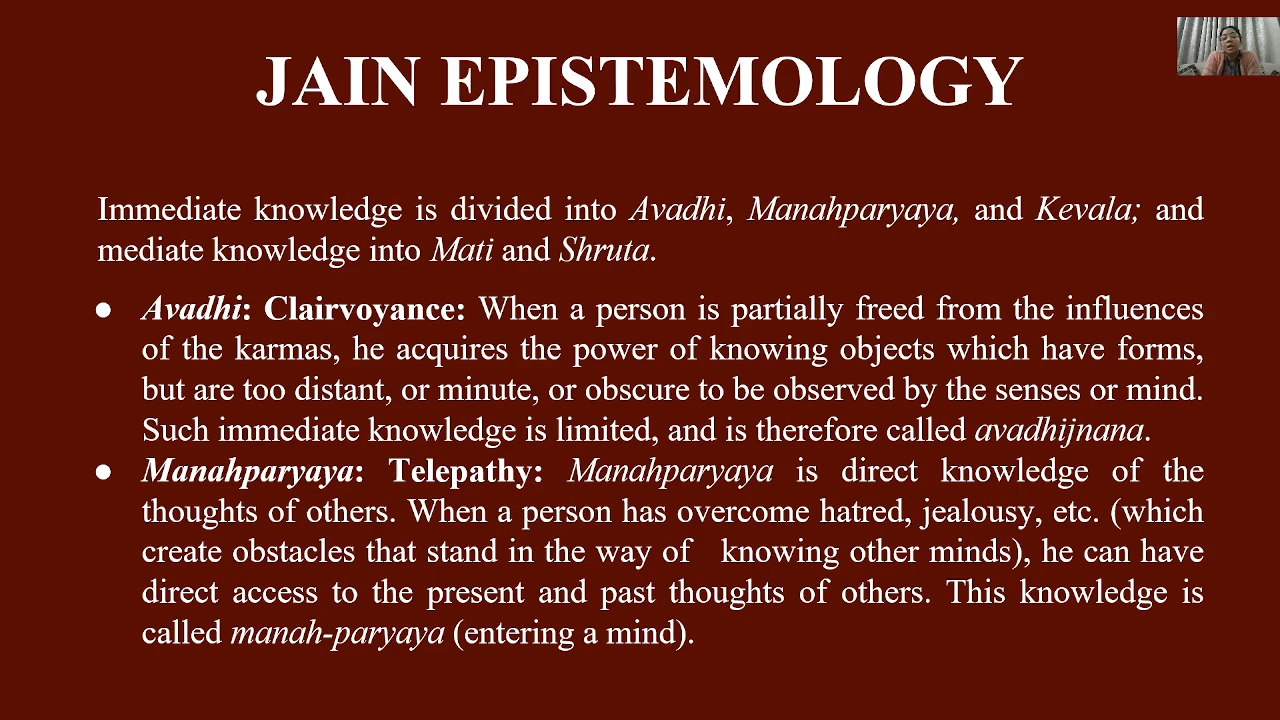 JAIN EPISTEMOLOGY
Immediate knowledge is divided into Avadhi, Manahparyaya, and Kevala; and
mediate knowledge into Mati and Shruta.
● Avadhi: Clairvoyance: When a person is partially freed from the influences
of the karmas, he acquires the power of knowing objects which have forms,
but are too distant, or minute, or obscure to be observed by the senses or mind.
Such immediate knowledge is limited, and is therefore called avadhijnana.
● Manahparyaya: Telepathy: Manahparyaya is direct knowledge of the
thoughts of others. When a person has overcome hatred, jealousy, etc. (which
create obstacles that stand in the way of knowing other minds), he can have
direct access to the present and past thoughts of others. This knowledge is
called manah-paryaya (entering a mind).